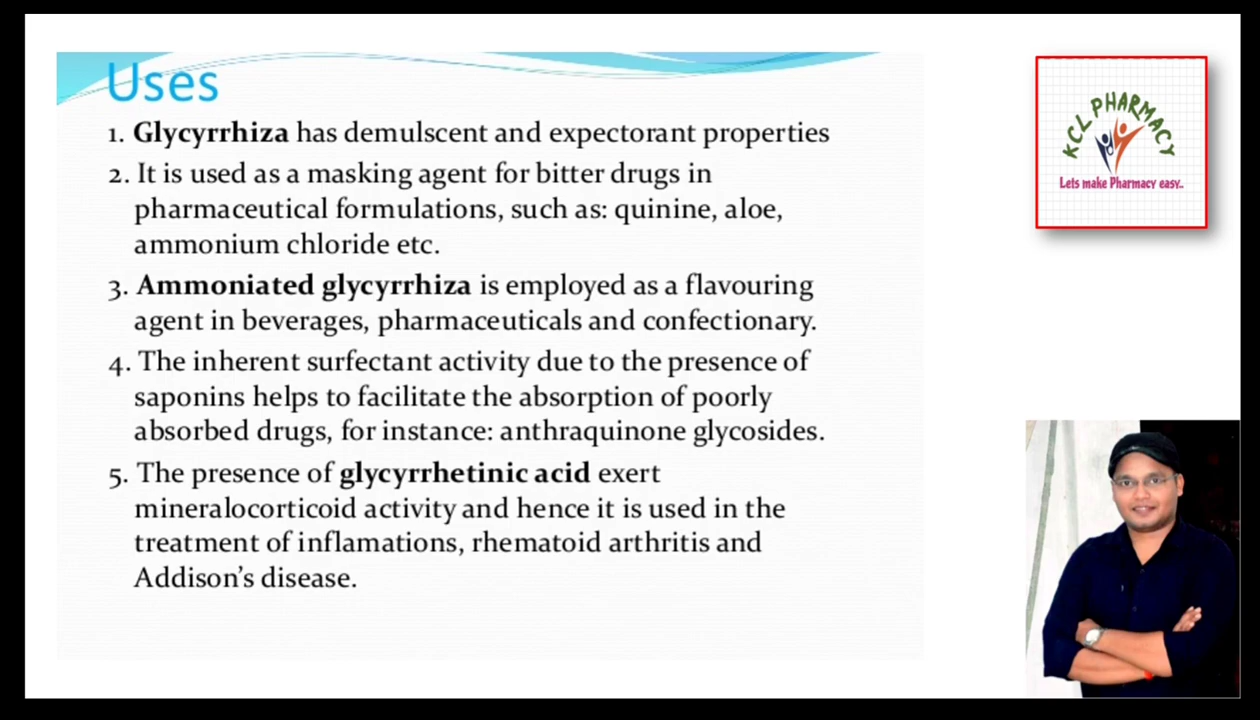 Uses
1. Glycyrrhiza has demulscent and expectorant properties
2. It is used as a masking agent for bitter drugs in
pharmaceutical formulations, such as: quinine, aloe,
ammonium chloride etc.
3. Ammoniated glycyrrhiza is employed as a flavouring
agent in beverages, pharmaceuticals and confectionary.
4. The inherent surfectant activity due to the presence of
saponins helps to facilitate the absorption of poorly
absorbed drugs, for instance: anthraquinone glycosides.
5. The presence of glycyrrhetinic acid exert
mineralocorticoid activity and hence it is used in the
treatment of inflamations, rhematoid arthritis and
Addison's disease.
KCL PHARMACY
Lets make Pharmacy easy..